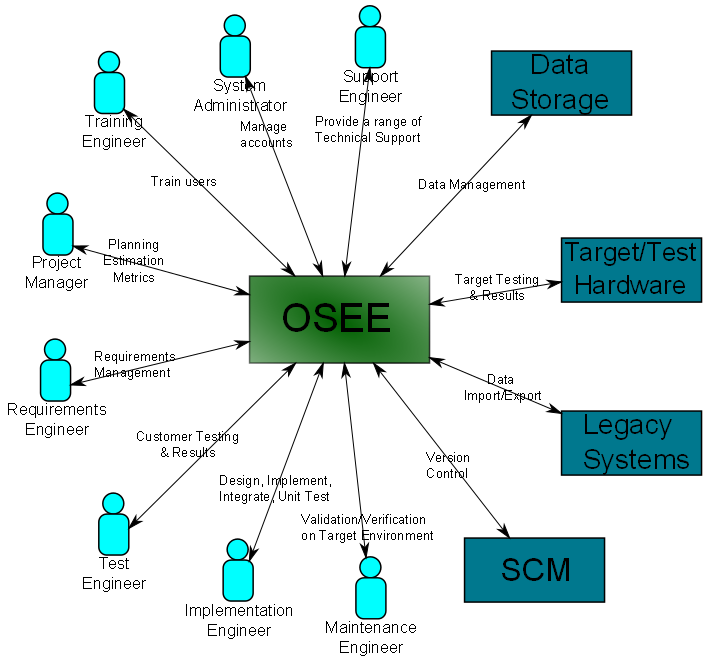 Training
Engineer
System
Administrator
Support
Engineer
Data
Storage
Manage
accounts
Provide a range of
Technical Support
Train users
Data Management
Project
Manager
Planning
Estimation
Metrics
OSEE
Target Testing
& Results
Target/Test
Hardware
Requirements
Engineer
Requirements
Management
Data
Import/Export
Legacy
Systems
Customer Testing
& Results
Design, Implement,
Integrate, Unit Test
Validation/Verification
on Target Environment
Version
Control
SCM
Test
Engineer
Implementation
Engineer
Maintenance
Engineer